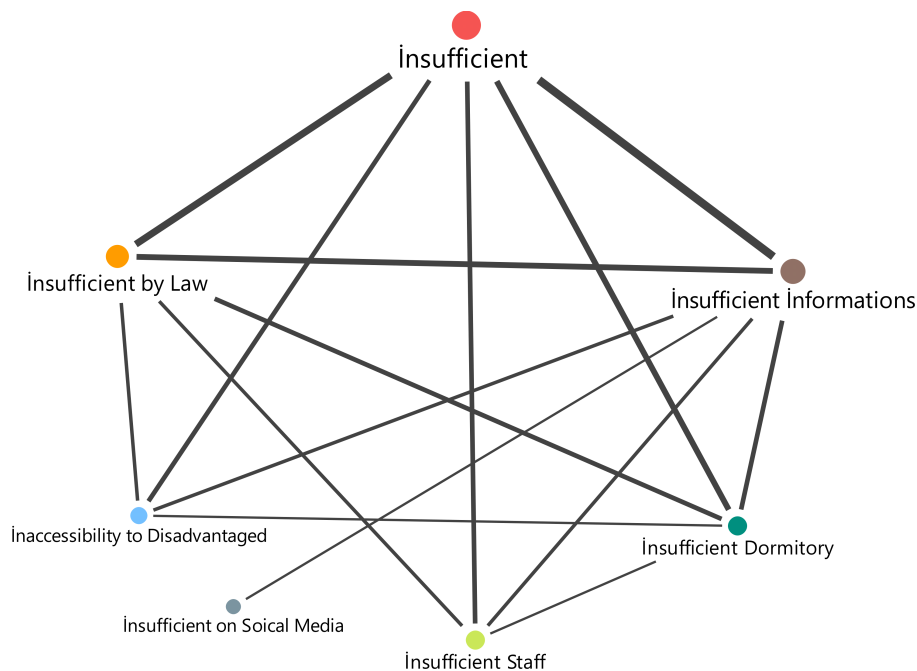 İnsufficient
İnsufficient by Law
İnsufficient İnformations
İnaccessibility to Disadvantaged
İnsufficient Dormitory
İnsufficient on Soical Media
İnsufficient Staff